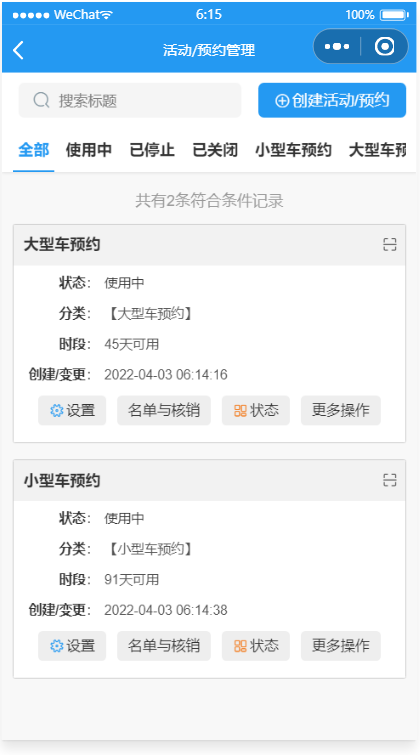 WeChat 6:15 100%
活动/预约管理
搜索标题 创建活动/预约
全部 使用中 已停止 已关闭 小型车预约 大型车预
共有2条符合条件记录
大型车预约
状态: 使用中
分类: 【大型车预约】
时段: 45天可用
创建/变更: 2022-04-03 06:14:16
设置 名单与核销 状态 更多操作
小型车预约
状态: 使用中
分类: 【小型车预约】
时段: 91天可用
创建/变更: 2022-04-03 06:14:38
设置 名单与核销 状态 更多操作